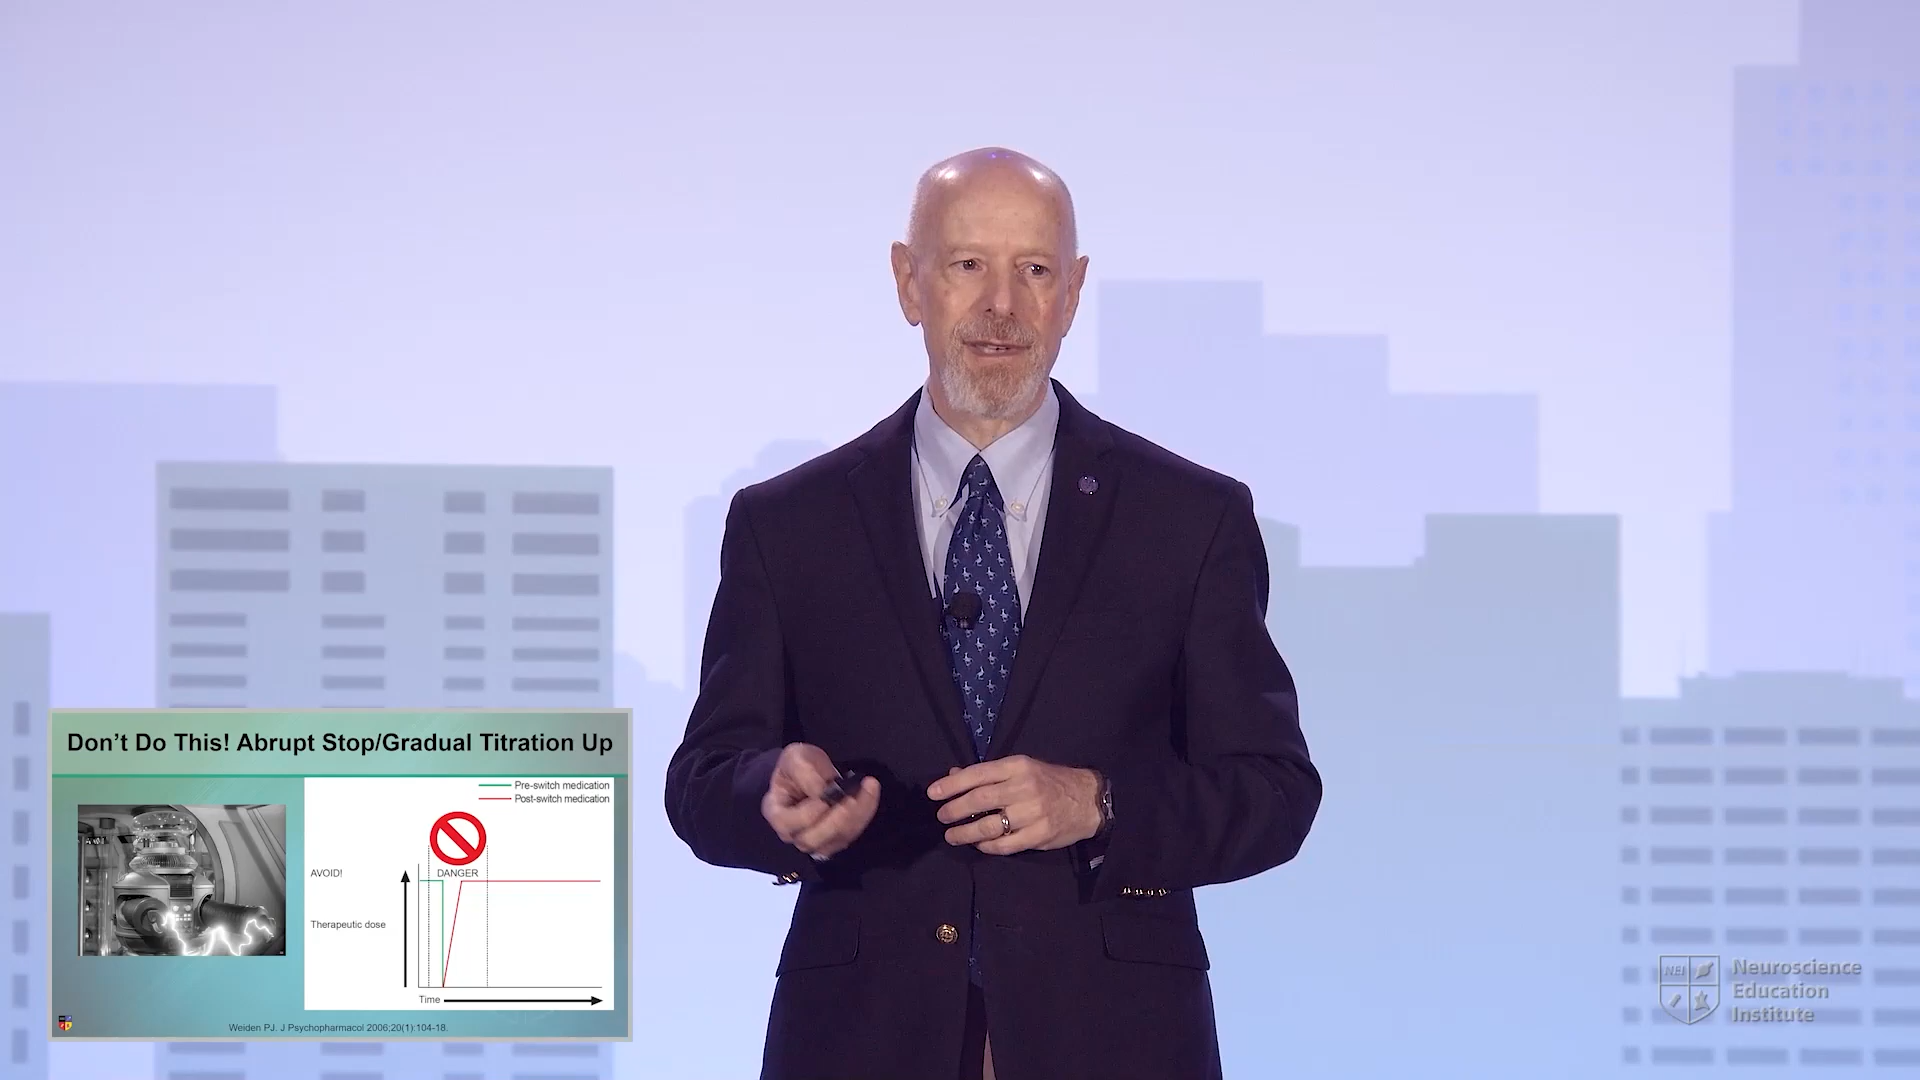 Don't Do This! Abrupt Stop/Gradual Titration Up
Pre-switch medication
Post-switch medication
AVOID!
DANGER
Therapeutic dose
Time
Weiden PJ. J Psychopharmacol 2006;20(1):104-18.
NEI
Neuroscience
Education
Institute